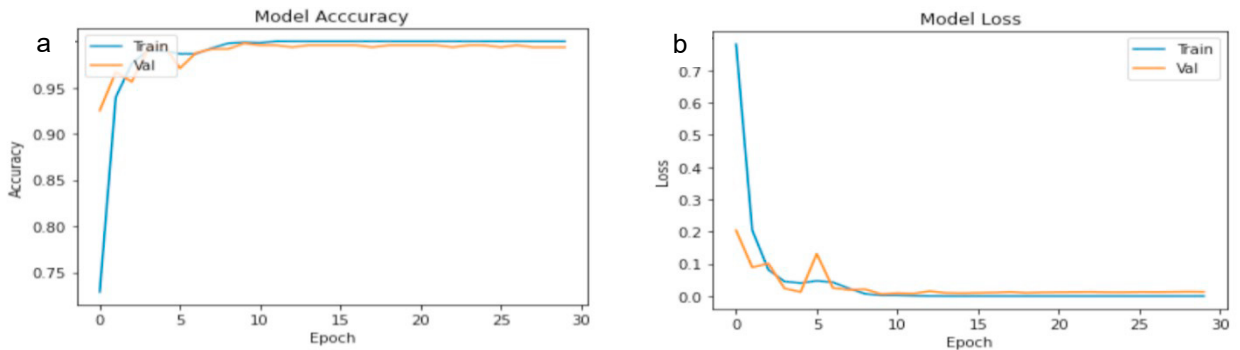 Model Acccuracy
a
Train
Val
0.95
0.90
0.85
0.80
0.75
Accuracy
0 5 10 15 20 25 30
Epoch
Model Loss
b
Train
Val
0.7
0.6
0.5
0.4
0.3
0.2
0.1
0.0
Loss
0 5 10 15 20 25 30
Epoch